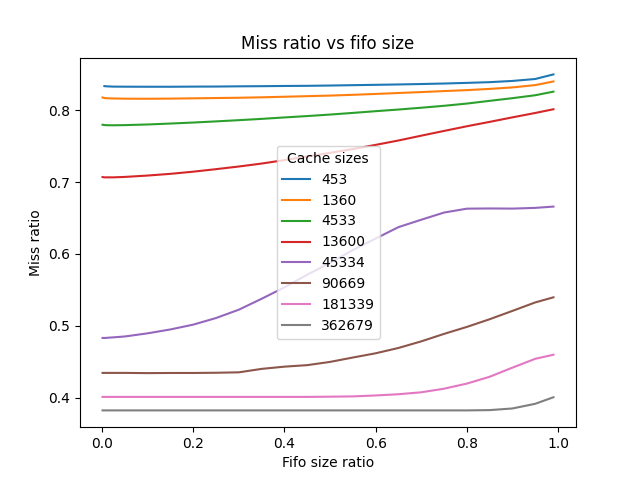 Miss ratio vs fifo size
Miss ratio
0.8
0.7
0.6
0.5
0.4
Cache sizes
453
1360
4533
13600
45334
90669
181339
362679
0.0 0.2 0.4 0.6 0.8 1.0
Fifo size ratio